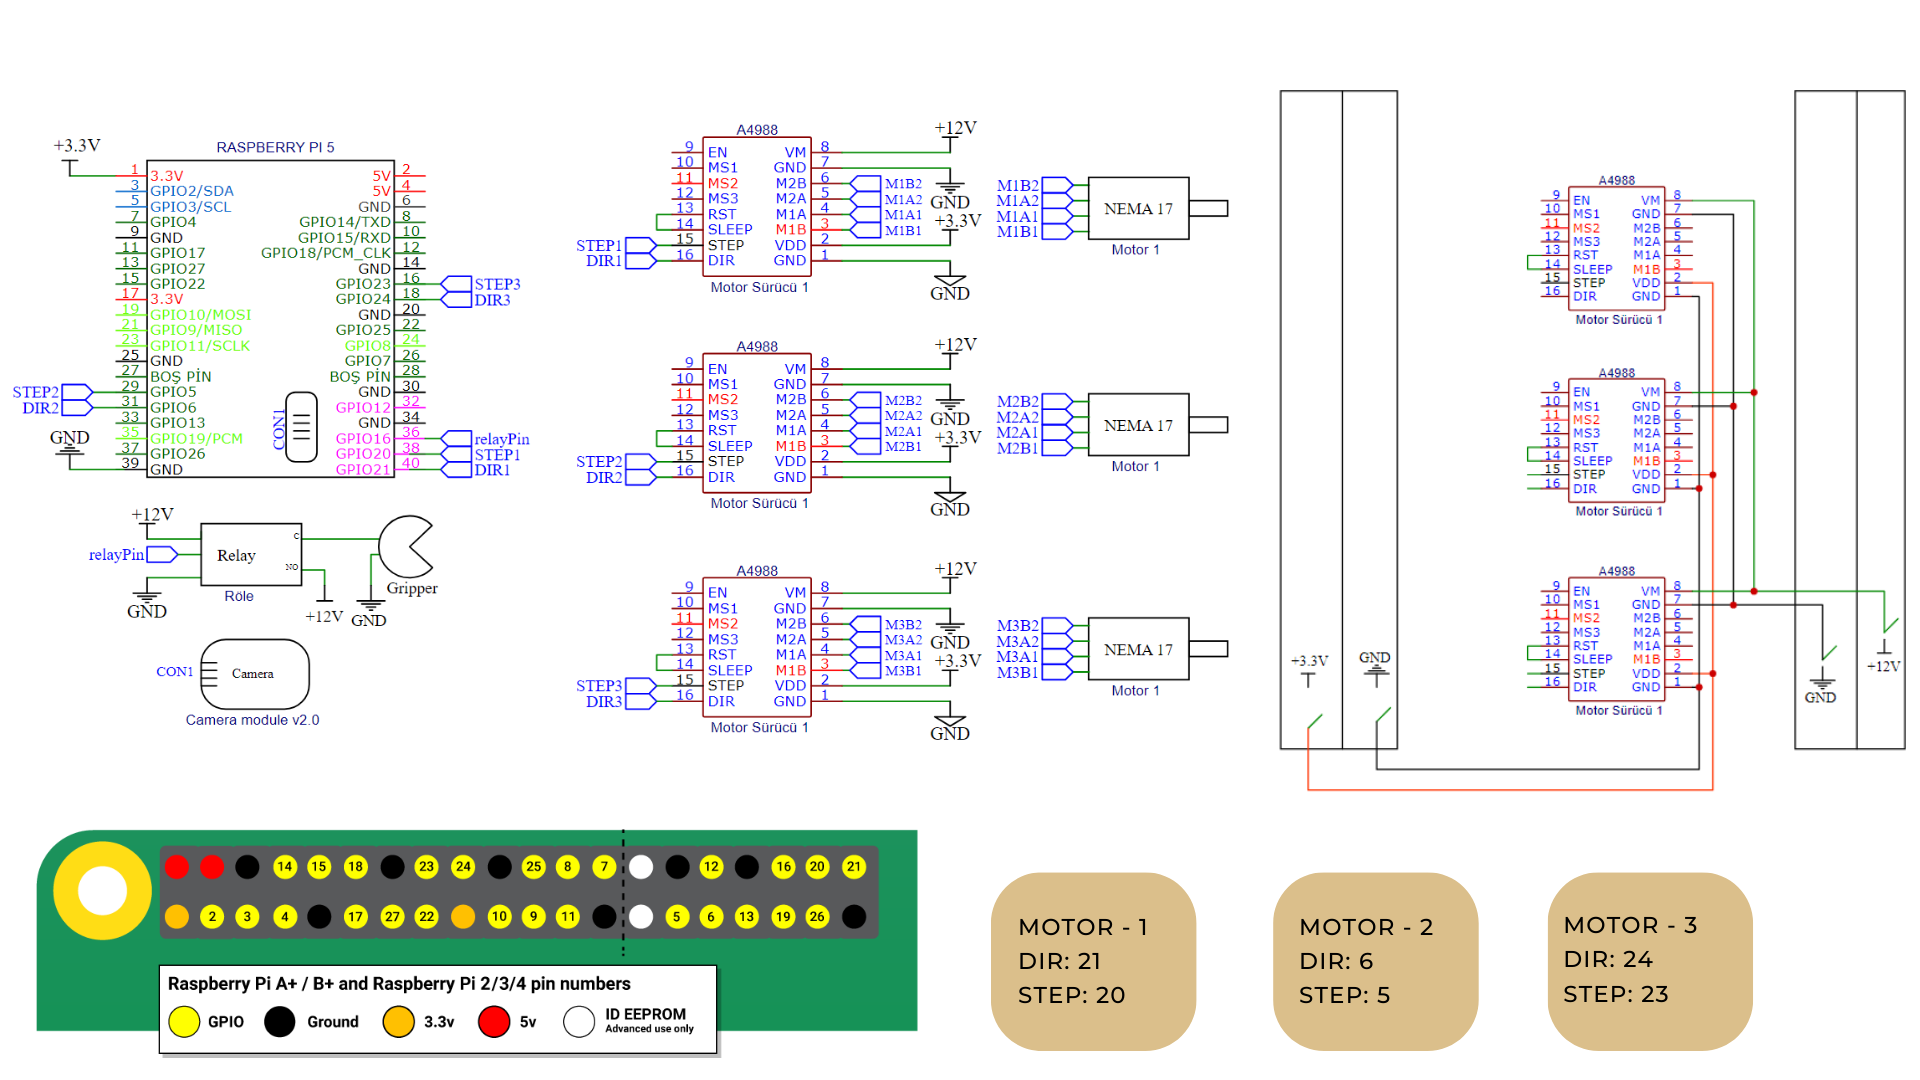 +3.3V
RASPBERRY PI 5
1 3.3V 5V 2
3 GPIO2/SDA 5V 4
5 GPIO3/SCL GND 6
7 GPIO4 GPIO14/TXD 8
9 GND GPIO15/RXD 10
11 GPIO17 GPIO18/PCM_CLK 12
13 GPIO27 GND 14
15 GPIO22 GPIO23 16 STEP3
17 3.3V GPIO24 18 DIR3
19 GPIO10/MOSI GND 20
21 GPIO9/MISO GPIO25 22
23 GPIO11/SCLK GPIO8 24
25 GND GPIO7 26
27 BOŞ PİN BOŞ PİN 28
STEP2 29 GPIO5 GND 30
DIR2 31 GPIO6 GPIO12 32
33 GPIO13 GND 34
35 GPIO19/PCM GPIO16 36 relayPin
37 GPIO26 GPIO20 38 STEP1
39 GND GPIO21 40 DIR1
GND
CON1
+12V
relayPin
GND
Relay
C
NO
Röle
+12V
GND
Gripper
CON1
Camera
Camera module v2.0
A4988
+12V
9 EN VM 8
10 MS1 GND 7
11 MS2 M2B 6 M1B2
12 MS3 M2A 5 M1A2
13 RST M1A 4 M1A1
14 SLEEP M1B 3 M1B1
STEP1 15 STEP VDD 2
DIR1 16 DIR GND 1
GND
+3.3V
GND
Motor Sürücü 1
M1B2
M1A2
M1A1
M1B1
NEMA 17
Motor 1
A4988
+12V
9 EN VM 8
10 MS1 GND 7
11 MS2 M2B 6 M2B2
12 MS3 M2A 5 M2A2
13 RST M1A 4 M2A1
14 SLEEP M1B 3 M2B1
STEP2 15 STEP VDD 2
DIR2 16 DIR GND 1
GND
+3.3V
GND
Motor Sürücü 1
M2B2
M2A2
M2A1
M2B1
NEMA 17
Motor 1
A4988
+12V
9 EN VM 8
10 MS1 GND 7
11 MS2 M2B 6 M3B2
12 MS3 M2A 5 M3A2
13 RST M1A 4 M3A1
14 SLEEP M1B 3 M3B1
STEP3 15 STEP VDD 2
DIR3 16 DIR GND 1
GND
+3.3V
GND
Motor Sürücü 1
M3B2
M3A2
M3A1
M3B1
NEMA 17
Motor 1
+3.3V
GND
A4988
9 EN VM 8
10 MS1 GND 7
11 MS2 M2B 6
12 MS3 M2A 5
13 RST M1A 4
14 SLEEP M1B 3
15 STEP VDD 2
16 DIR GND 1
Motor Sürücü 1
A4988
9 EN VM 8
10 MS1 GND 7
11 MS2 M2B 6
12 MS3 M2A 5
13 RST M1A 4
14 SLEEP M1B 3
15 STEP VDD 2
16 DIR GND 1
Motor Sürücü 1
A4988
9 EN VM 8
10 MS1 GND 7
11 MS2 M2B 6
12 MS3 M2A 5
13 RST M1A 4
14 SLEEP M1B 3
15 STEP VDD 2
16 DIR GND 1
Motor Sürücü 1
GND
+12V
14 15 18 23 24 25 8 7 12 16 20 21
2 3 4 17 27 22 10 9 11 5 6 13 19 26
Raspberry Pi A+ / B+ and Raspberry Pi 2/3/4 pin numbers
GPIO Ground 3.3v 5v ID EEPROM
Advanced use only
MOTOR - 1
DIR: 21
STEP: 20
MOTOR - 2
DIR: 6
STEP: 5
MOTOR - 3
DIR: 24
STEP: 23